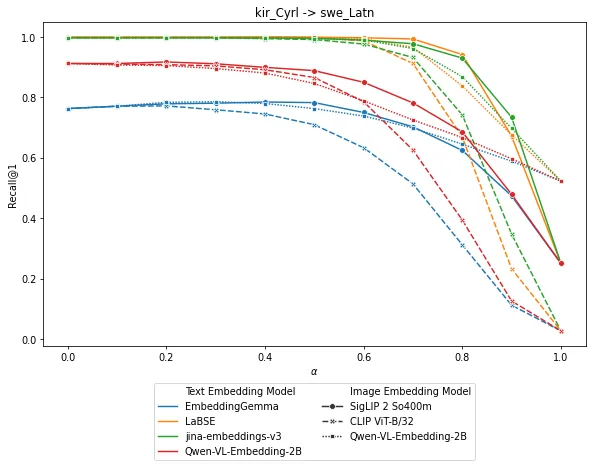 kir_Cyrl -> swe_Latn
Recall@1
1.0
0.8
0.6
0.4
0.2
0.0
0.0 0.2 0.4 0.6 0.8 1.0
α
Text Embedding Model
EmbeddingGemma
LaBSE
jina-embeddings-v3
Qwen-VL-Embedding-2B
Image Embedding Model
SigLIP 2 So400m
CLIP ViT-B/32
Qwen-VL-Embedding-2B